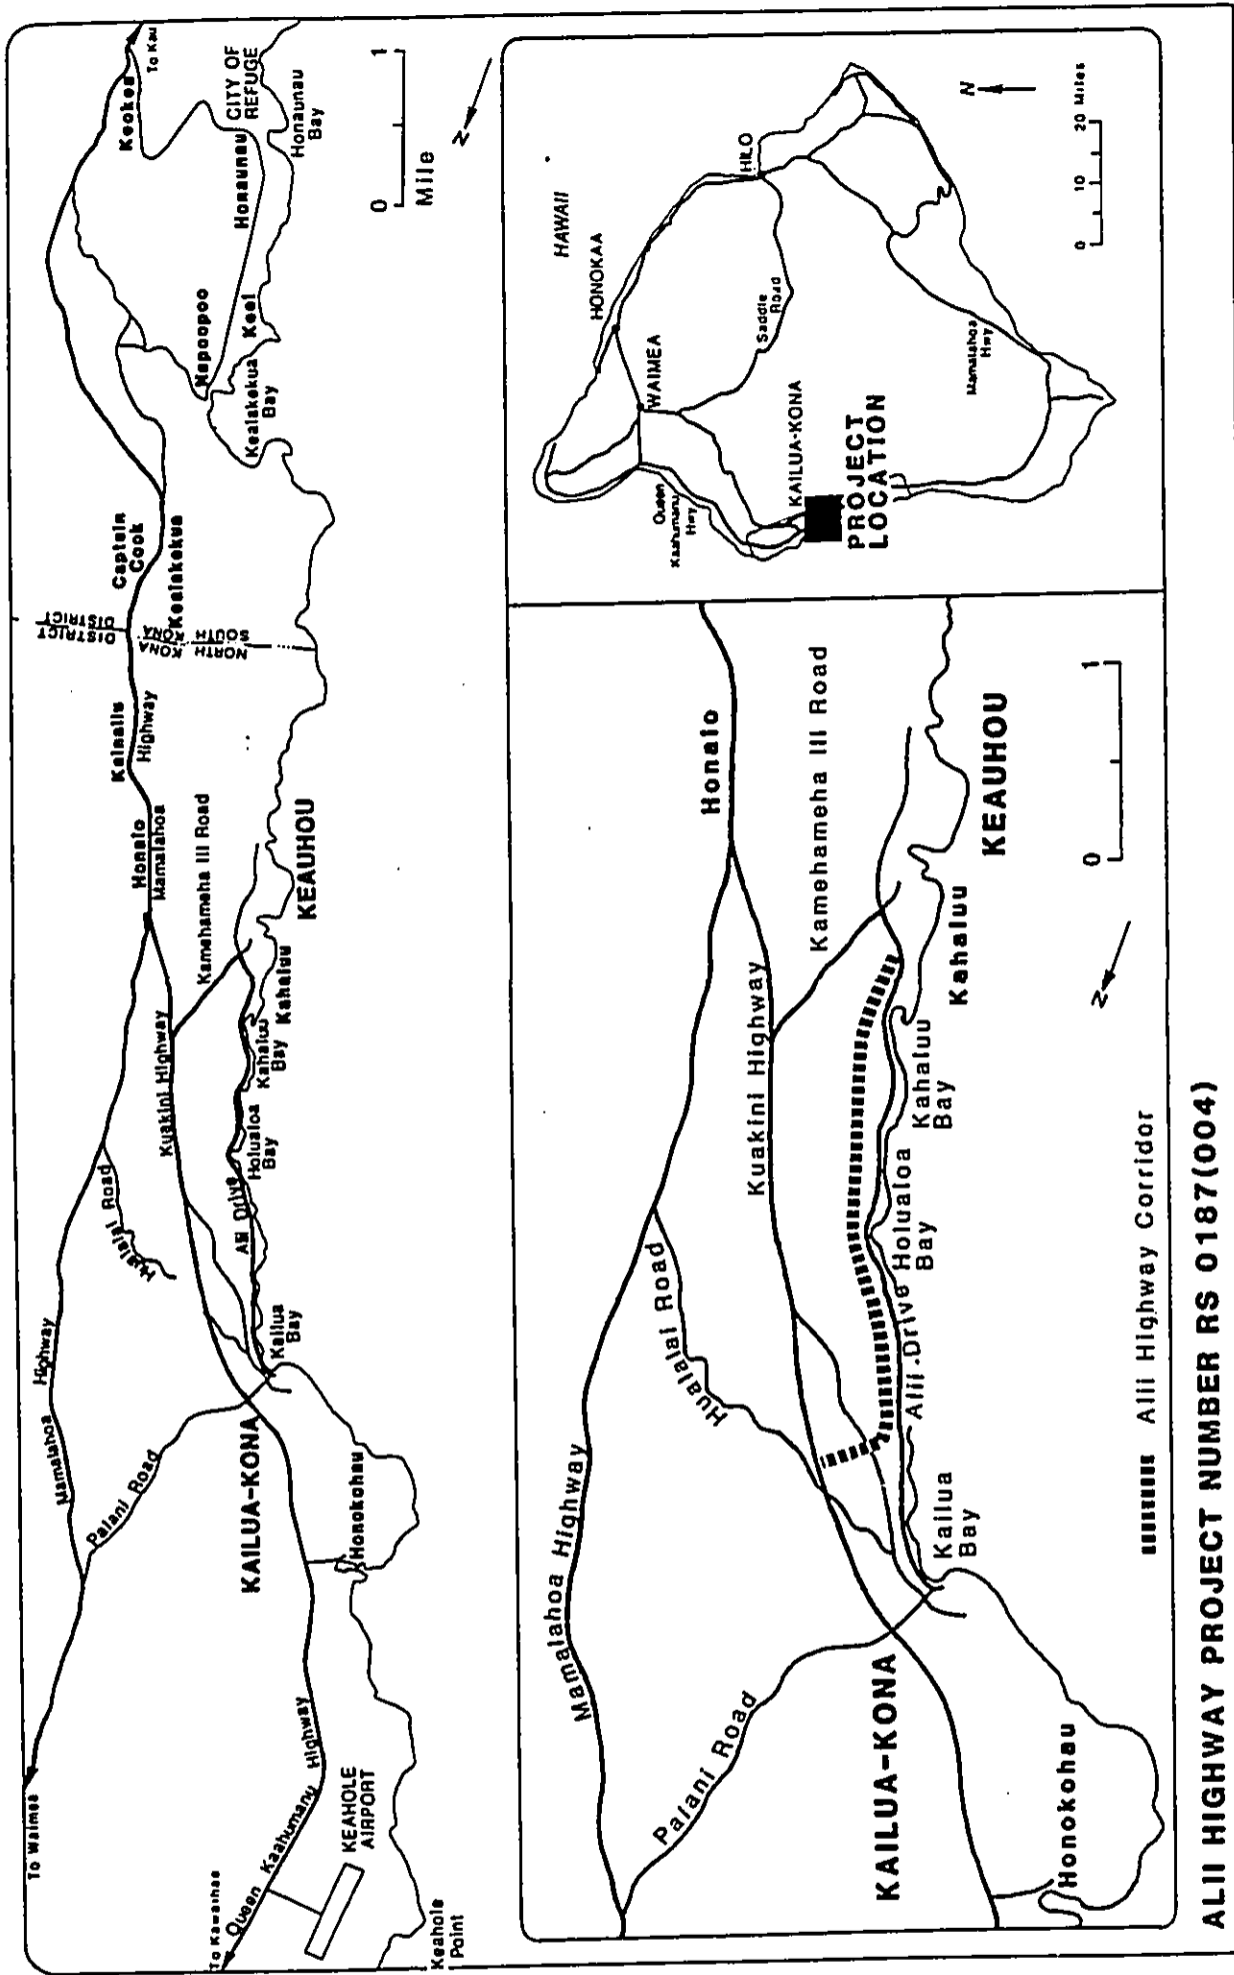 To Waimea
To Kawaihae
Queen Kaahumanu Highway
KEAHOLE
AIRPORT
Keahole
Point
Mamalahoa Highway
Palani Road
KAILUA-KONA
Honokohau
Hualalai Road
Kuakini Highway
Alii Drive
Kailua
Bay
Holualoa
Bay
Kahaluu
Bay
Kahaluu
KEAUHOU
Kamehameha III Road
Honalo
Mamalahoa
Highway
Kainaliu
NORTH KONA DISTRICT
SOUTH KONA DISTRICT
Captain
Cook
Kealakekua
Kealakekua
Bay
Napoopoo
Keei
Honaunau
CITY OF
REFUGE
Honaunau
Bay
Keokea
To Kau
0 1
Mile
N
Mamalahoa Highway
Palani Road
KAILUA-KONA
Honokohau
Hualalai Road
Kuakini Highway
Alii Drive
Kailua
Bay
Holualoa
Bay
Kahaluu
Bay
Kahaluu
KEAUHOU
Kamehameha III Road
Honalo
N
0 1
Alii Highway Corridor
HAWAII
HONOKAA
WAIMEA
HILO
Saddle
Road
Queen
Kaahumanu
Hwy
KAILUA-KONA
PROJECT
LOCATION
Mamalahoa
Hwy
N
0 10 20 Miles
ALII HIGHWAY PROJECT NUMBER RS 0187(004)